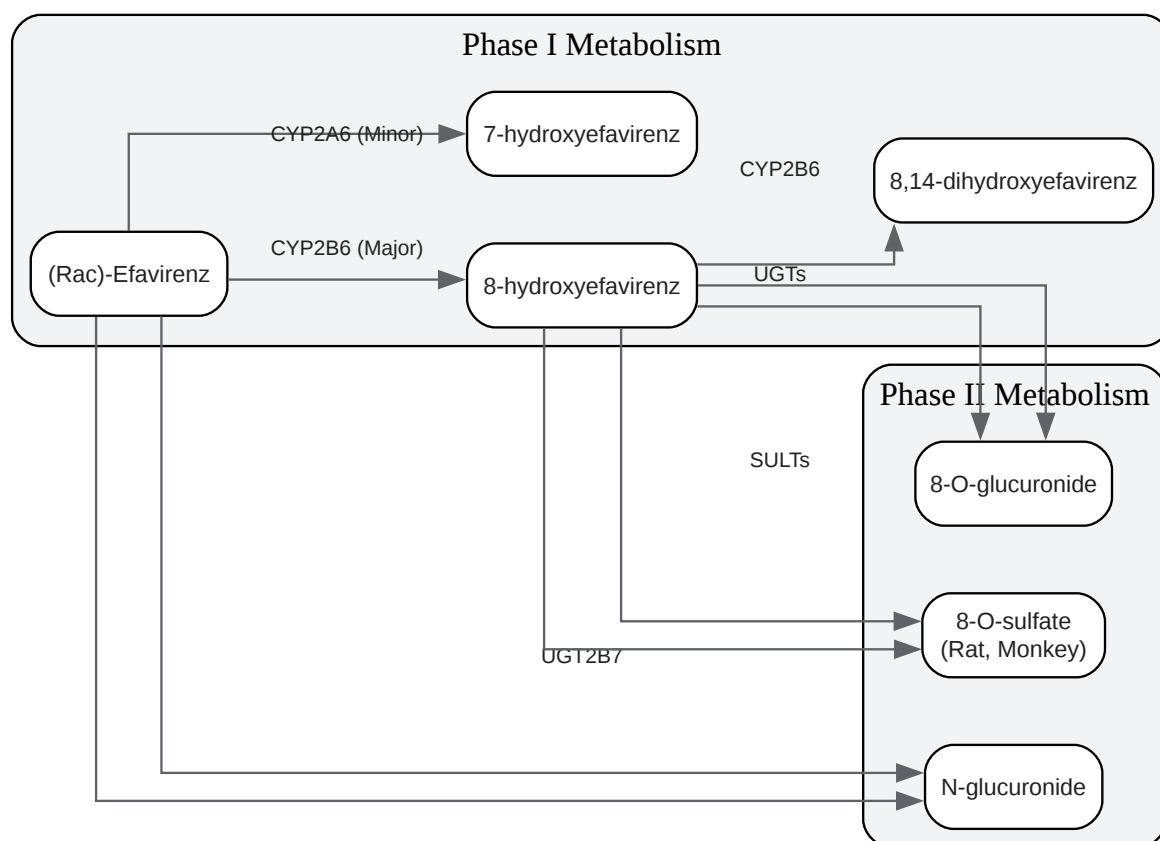 Phase I Metabolism
CYP2A6 (Minor)
7-hydroxyefavirenz
CYP2B6
8,14-dihydroxyefavirenz
(Rac)-Efavirenz
CYP2B6 (Major)
8-hydroxyefavirenz
UGTs
Phase II Metabolism
SULTs
8-O-glucuronide
8-O-sulfate
(Rat, Monkey)
UGT2B7
N-glucuronide